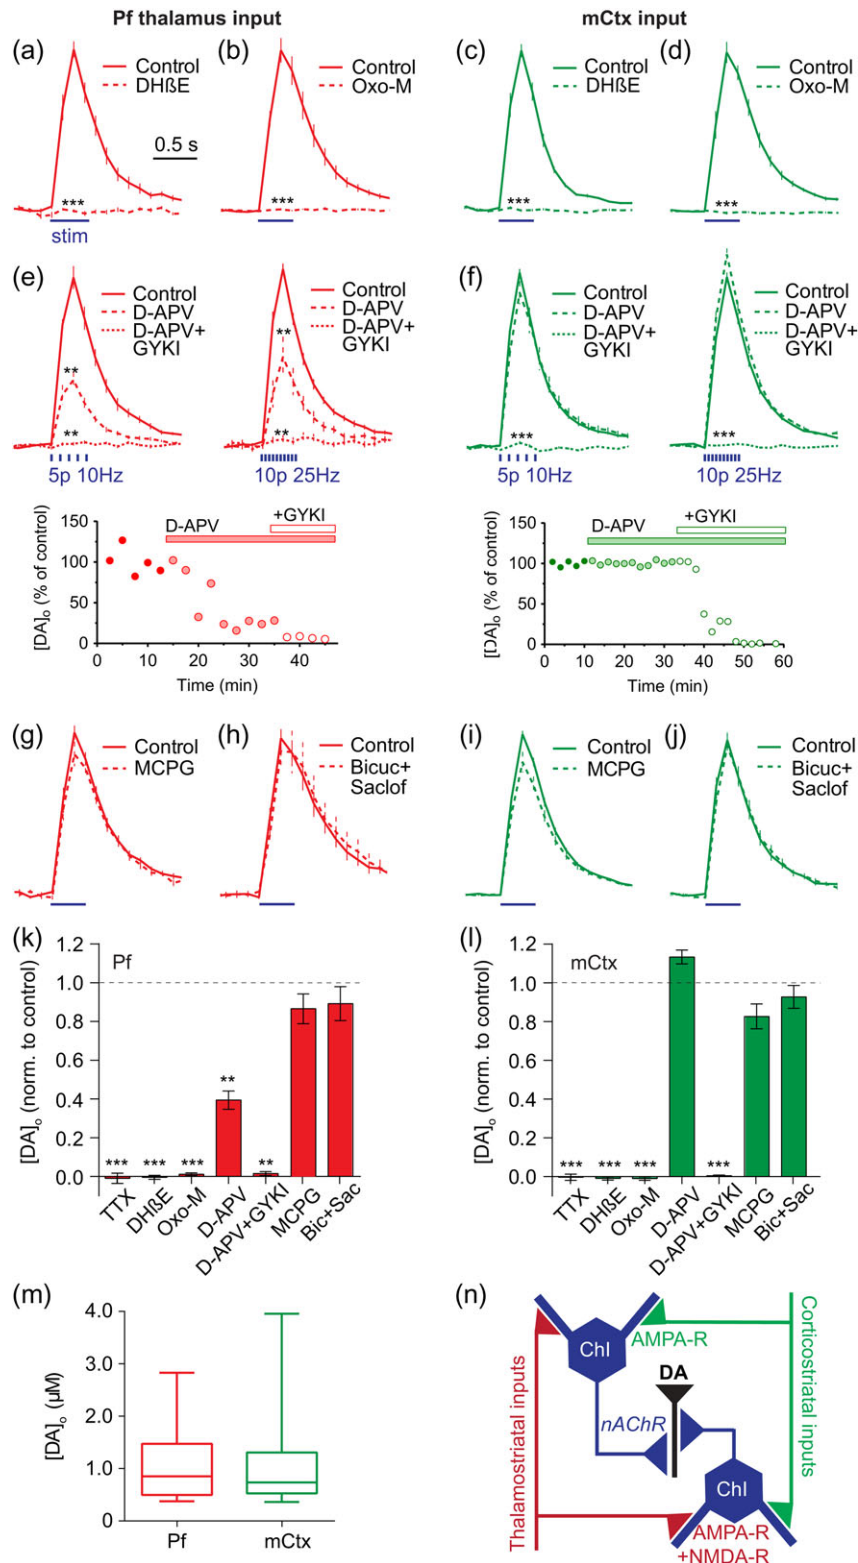 Pf thalamus input
mCtx input
(a)
Control
DHßE
0.5 s
***
stim
(b)
Control
Oxo-M
***
(c)
Control
DHßE
***
(d)
Control
Oxo-M
***
(e)
Control
D-APV
D-APV+
GYKI
**
**
5p 10Hz
Control
D-APV
D-APV+
GYKI
**
**
10p 25Hz
(f)
Control
D-APV
D-APV+
GYKI
***
5p 10Hz
Control
D-APV
D-APV+
GYKI
***
10p 25Hz
[DA]o (% of control)
150
100
50
0
D-APV
+GYKI
0 10 20 30 40
Time (min)
[DA]o (% of control)
150
100
50
0
D-APV
+GYKI
0 10 20 30 40 50 60
Time (min)
(g)
Control
MCPG
(h)
Control
Bicuc+
Saclof
(i)
Control
MCPG
(j)
Control
Bicuc+
Saclof
(k)
Pf
[DA]o (norm. to control)
1.2
1.0
0.8
0.6
0.4
0.2
0.0
*** *** *** ** **
TTX
DHßE
Oxo-M
D-APV
D-APV+GYKI
MCPG
Bic+Sac
(l)
mCtx
[DA]o (norm. to control)
1.2
1.0
0.8
0.6
0.4
0.2
0.0
*** *** *** ***
TTX
DHßE
Oxo-M
D-APV
D-APV+GYKI
MCPG
Bic+Sac
(m)
[DA]o (µM)
4.0
3.0
2.0
1.0
0
Pf
mCtx
(n)
Thalamostriatal inputs
Corticostriatal inputs
ChI
AMPA-R
DA
nAChR
ChI
AMPA-R
+NMDA-R